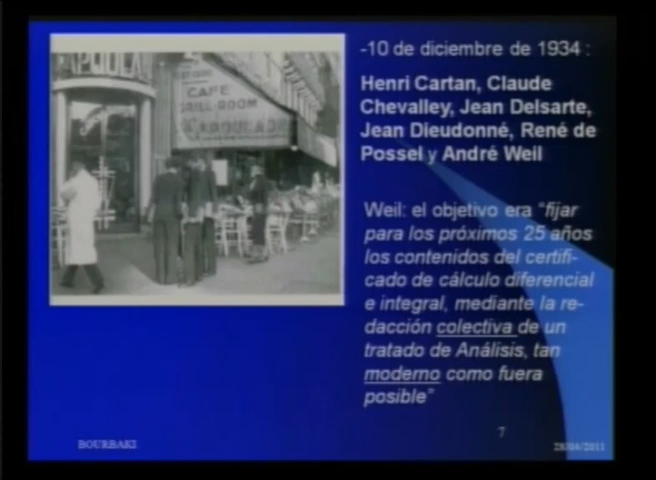 CAPOULADE
CAFE
GRILL-ROOM
CAPOULADE
-10 de diciembre de 1934 :
Henri Cartan, Claude
Chevalley, Jean Delsarte,
Jean Dieudonné, René de
Possel y André Weil
Weil: el objetivo era “fijar
para los próximos 25 años
los contenidos del certifi-
cado de cálculo diferencial
e integral, mediante la re-
dacción colectiva de un
tratado de Análisis, tan
moderno como fuera
posible”
7
BOURBAKI
28/04/2011